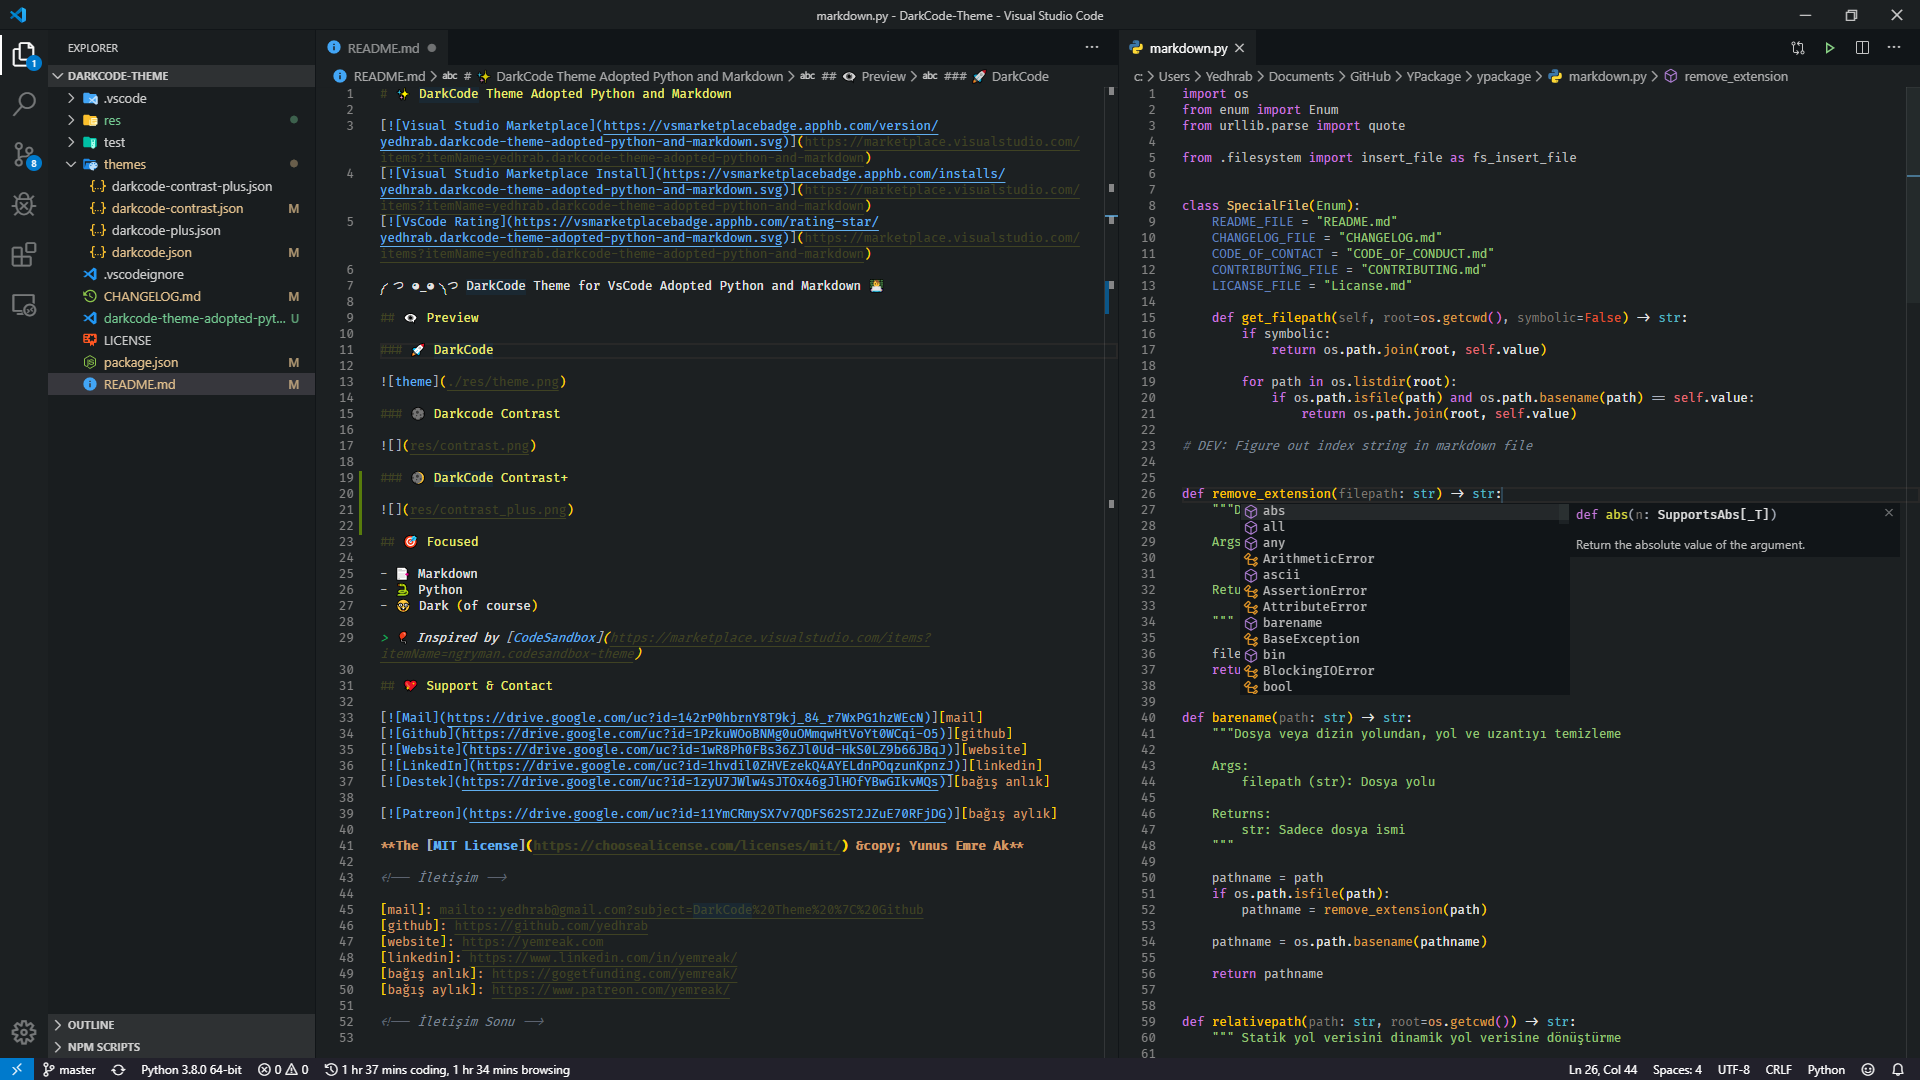 markdown.py - DarkCode-Theme - Visual Studio Code
EXPLORER
DARKCODE-THEME
.vscode
res
test
themes
darkcode-contrast-plus.json
darkcode-contrast.json M
darkcode-plus.json
darkcode.json M
.vscodeignore
CHANGELOG.md M
darkcode-theme-adopted-pyt... U
LICENSE
package.json M
README.md M
OUTLINE
NPM SCRIPTS
1
8
README.md
README.md > abc # ✨ DarkCode Theme Adopted Python and Markdown > abc ## 👁 Preview > abc ### 🚀 DarkCode
1 # ✨ DarkCode Theme Adopted Python and Markdown
2
3 [![Visual Studio Marketplace](https://vsmarketplacebadge.apphb.com/version/
yedhrab.darkcode-theme-adopted-python-and-markdown.svg)](https://marketplace.visualstudio.com/
items?itemName=yedhrab.darkcode-theme-adopted-python-and-markdown)
4 [![Visual Studio Marketplace Install](https://vsmarketplacebadge.apphb.com/installs/
yedhrab.darkcode-theme-adopted-python-and-markdown.svg)](https://marketplace.visualstudio.com/
items?itemName=yedhrab.darkcode-theme-adopted-python-and-markdown)
5 [![VsCode Rating](https://vsmarketplacebadge.apphb.com/rating-star/
yedhrab.darkcode-theme-adopted-python-and-markdown.svg)](https://marketplace.visualstudio.com/
items?itemName=yedhrab.darkcode-theme-adopted-python-and-markdown)
6
7 DarkCode Theme for VsCode Adopted Python and Markdown
8
9 ## 👁 Preview
10
11 ### 🚀 DarkCode
12
13 ![theme](./res/theme.png)
14
15 ### Darkcode Contrast
16
17 ![](res/contrast.png)
18
19 ### DarkCode Contrast+
20
21 ![](res/contrast_plus.png)
22
23 ## 🎯 Focused
24
25 - 📑 Markdown
26 - 🐍 Python
27 - 🤓 Dark (of course)
28
29 > 🎈 Inspired by [CodeSandbox](https://marketplace.visualstudio.com/items?
itemName=ngryman.codesandbox-theme)
30
31 ## 💖 Support & Contact
32
33 [![Mail](https://drive.google.com/uc?id=142rP0hbrnY8T9kj_84_r7WxPG1hzWEcN)][mail]
34 [![Github](https://drive.google.com/uc?id=1PzkuWOoBNMg0uOMmqwHtVoYt0WCqi-O5)][github]
35 [![Website](https://drive.google.com/uc?id=1wR8Ph0FBs36ZJl0Ud-HkS0LZ9b66JBqJ)][website]
36 [![LinkedIn](https://drive.google.com/uc?id=1hvdil0ZHVEzekQ4AYELdnPOqzunKpnzJ)][linkedin]
37 [![Destek](https://drive.google.com/uc?id=1zyU7JWlw4sJTOx46gJlHOfYBwGIkvMQs)][bağış anlık]
38
39 [![Patreon](https://drive.google.com/uc?id=11YmCRmySX7v7QDFS62ST2JZuE70RFjDG)][bağış aylık]
40
41 **The [MIT License](https://choosealicense.com/licenses/mit/) &copy; Yunus Emre Ak**
42
43 <!-- İletişim -->
44
45 [mail]: mailto::yedhrab@gmail.com?subject=DarkCode%20Theme%20%7C%20Github
46 [github]: https://github.com/yedhrab
47 [website]: https://yemreak.com
48 [linkedin]: https://www.linkedin.com/in/yemreak/
49 [bağış anlık]: https://gogetfunding.com/yemreak/
50 [bağış aylık]: https://www.patreon.com/yemreak/
51
52 <!-- İletişim Sonu -->
53
markdown.py
c: > Users > Yedhrab > Documents > GitHub > YPackage > ypackage > markdown.py > remove_extension
1 import os
2 from enum import Enum
3 from urllib.parse import quote
4
5 from .filesystem import insert_file as fs_insert_file
6
7
8 class SpecialFile(Enum):
9 README_FILE = "README.md"
10 CHANGELOG_FILE = "CHANGELOG.md"
11 CODE_OF_CONTACT = "CODE_OF_CONDUCT.md"
12 CONTRIBUTİNG_FILE = "CONTRIBUTING.md"
13 LICANSE_FILE = "Licanse.md"
14
15 def get_filepath(self, root=os.getcwd(), symbolic=False) -> str:
16 if symbolic:
17 return os.path.join(root, self.value)
18
19 for path in os.listdir(root):
20 if os.path.isfile(path) and os.path.basename(path) == self.value:
21 return os.path.join(root, self.value)
22
23 # DEV: Figure out index string in markdown file
24
25
26 def remove_extension(filepath: str) -> str:
27 """D
28
29 Args
30
31
32 Retu
33
34 """
35
36 file
37 retu
38
39
40 def barename(path: str) -> str:
41 """Dosya veya dizin yolundan, yol ve uzantıyı temizleme
42
43 Args:
44 filepath (str): Dosya yolu
45
46 Returns:
47 str: Sadece dosya ismi
48 """
49
50 pathname = path
51 if os.path.isfile(path):
52 pathname = remove_extension(path)
53
54 pathname = os.path.basename(pathname)
55
56 return pathname
57
58
59 def relativepath(path: str, root=os.getcwd()) -> str:
60 """ Statik yol verisini dinamik yol verisine dönüştürme
61
abs
all
any
ArithmeticError
ascii
AssertionError
AttributeError
barename
BaseException
bin
BlockingIOError
bool
def abs(n: SupportsAbs[_T])
Return the absolute value of the argument.
master
Python 3.8.0 64-bit
0 0
1 hr 37 mins coding, 1 hr 34 mins browsing
Ln 26, Col 44
Spaces: 4
UTF-8
CRLF
Python